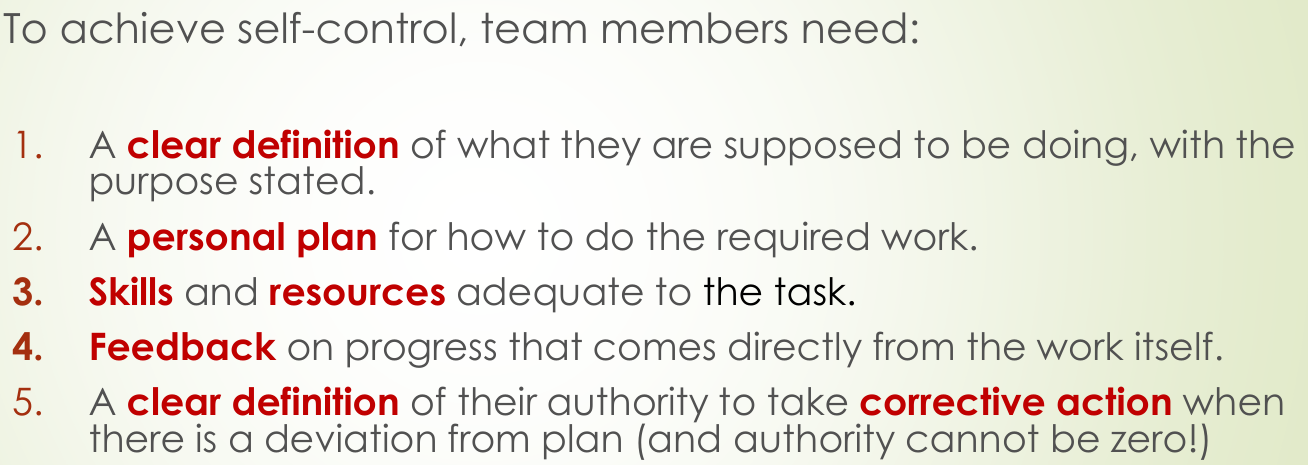 To achieve self-control, team members need:
1. A clear definition of what they are supposed to be doing, with the
purpose stated.
2. A personal plan for how to do the required work.
3. Skills and resources adequate to the task.
4. Feedback on progress that comes directly from the work itself.
5. A clear definition of their authority to take corrective action when
there is a deviation from plan (and authority cannot be zero!)